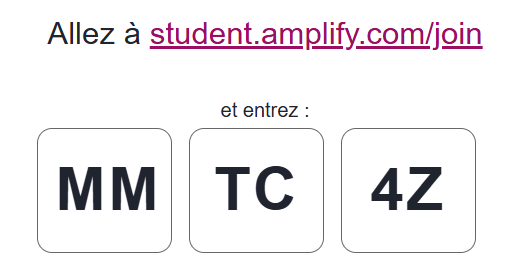 Allez à student.amplify.com/join
et entrez :
MM TC 4Z